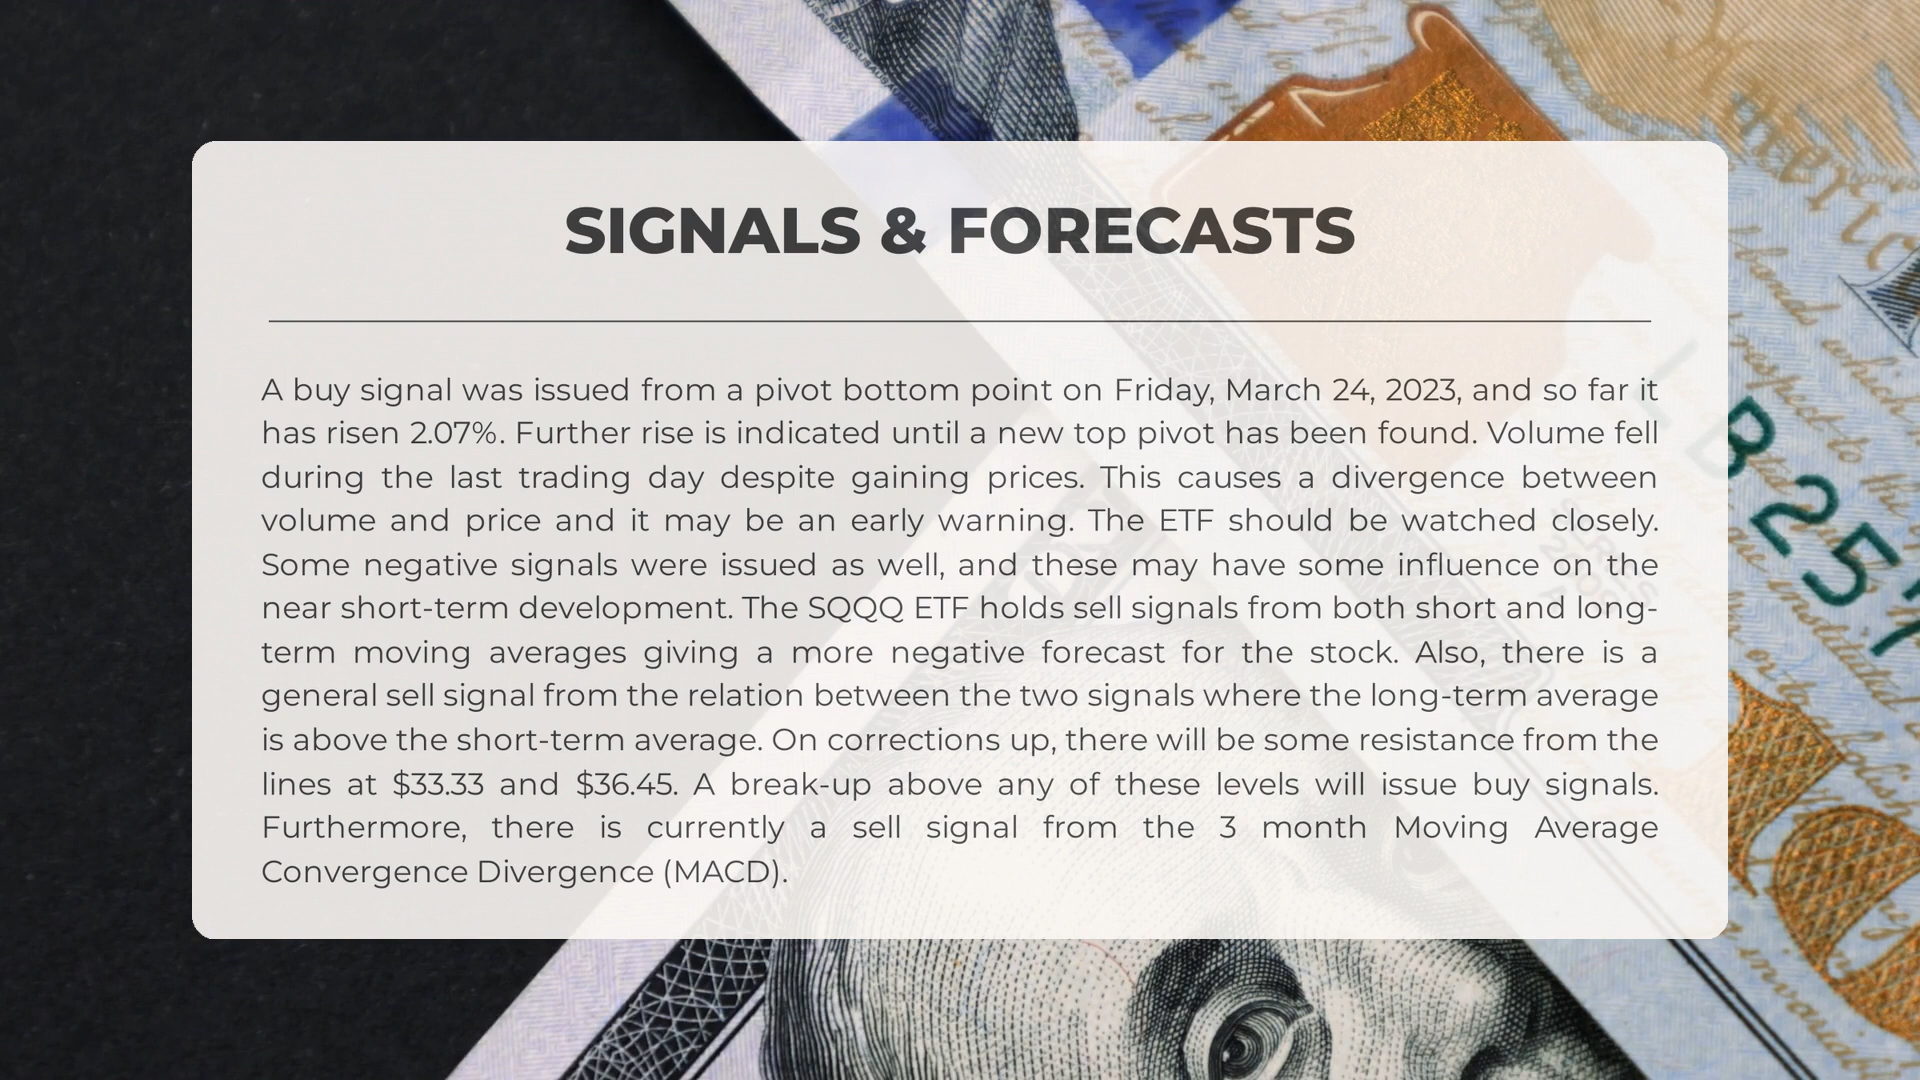 SIGNALS & FORECASTS
A buy signal was issued from a pivot bottom point on Friday, March 24, 2023, and so far it
has risen 2.07%. Further rise is indicated until a new top pivot has been found. Volume fell
during the last trading day despite gaining prices. This causes a divergence between
volume and price and it may be an early warning. The ETF should be watched closely.
Some negative signals were issued as well, and these may have some influence on the
near short-term development. The SQQQ ETF holds sell signals from both short and long-
term moving averages giving a more negative forecast for the stock. Also, there is a
general sell signal from the relation between the two signals where the long-term average
is above the short-term average. On corrections up, there will be some resistance from the
lines at $33.33 and $36.45. A break-up above any of these levels will issue buy signals.
Furthermore, there is currently a sell signal from the 3 month Moving Average
Convergence Divergence (MACD).